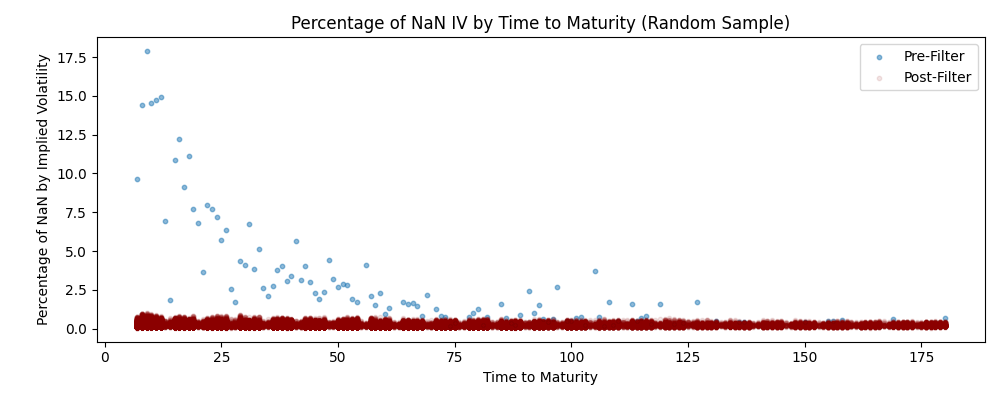 Percentage of NaN IV by Time to Maturity (Random Sample)
Percentage of NaN by Implied Volatility
17.5
15.0
12.5
10.0
7.5
5.0
2.5
0.0
Pre-Filter
Post-Filter
0 25 50 75 100 125 150 175
Time to Maturity